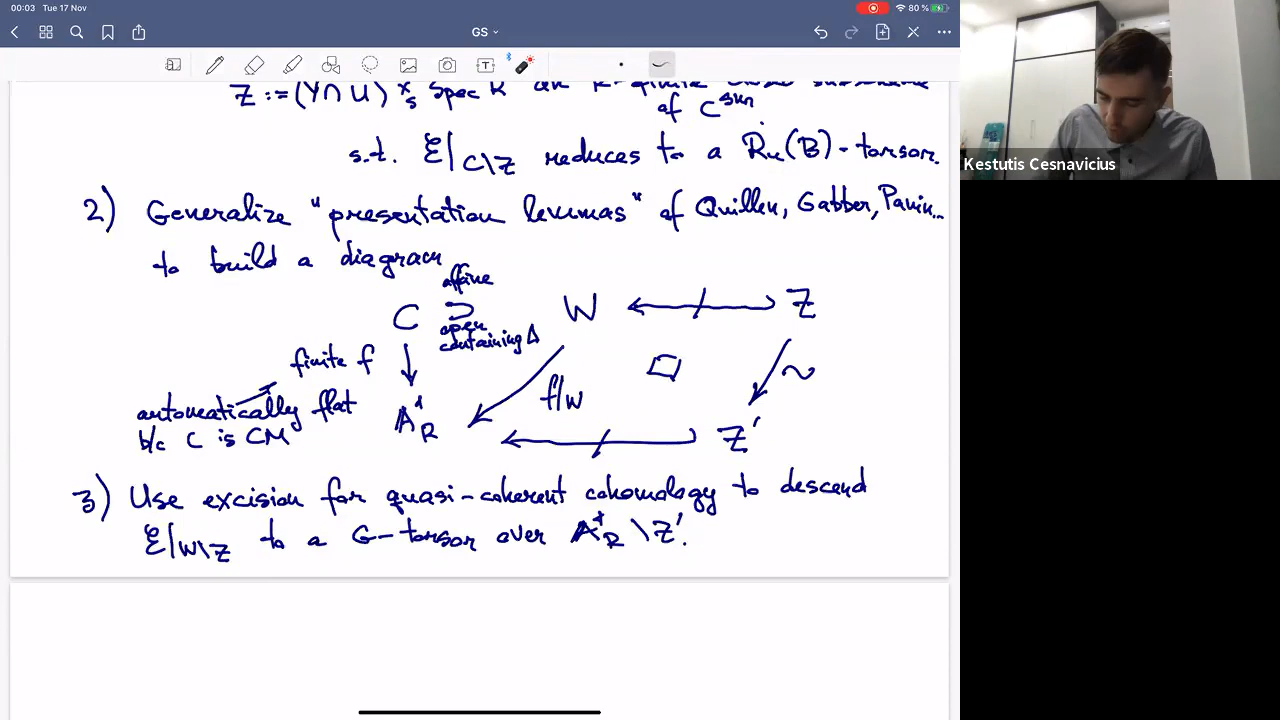 00:03 Tue 17 Nov
80 %
GS
Z := (Y∩U) ×_S Spec R
of C^sm
s.t. ℰ|_{C\Z} reduces to a R_u(B)-torsor.
2) Generalize "presentation lemmas" of Quillen, Gabber, Panin...
to build a diagram
affine
C ⊃ W ↩ Z
open
containing Δ
finite f
f|_W
□
~
automatically flat
b/c C is CM
𝔸^1_R ↩ Z'
3) Use excision for quasi-coherent cohomology to descend
ℰ|_{W\Z} to a G-torsor over 𝔸^1_R \ Z'.
Kestutis Cesnavicius